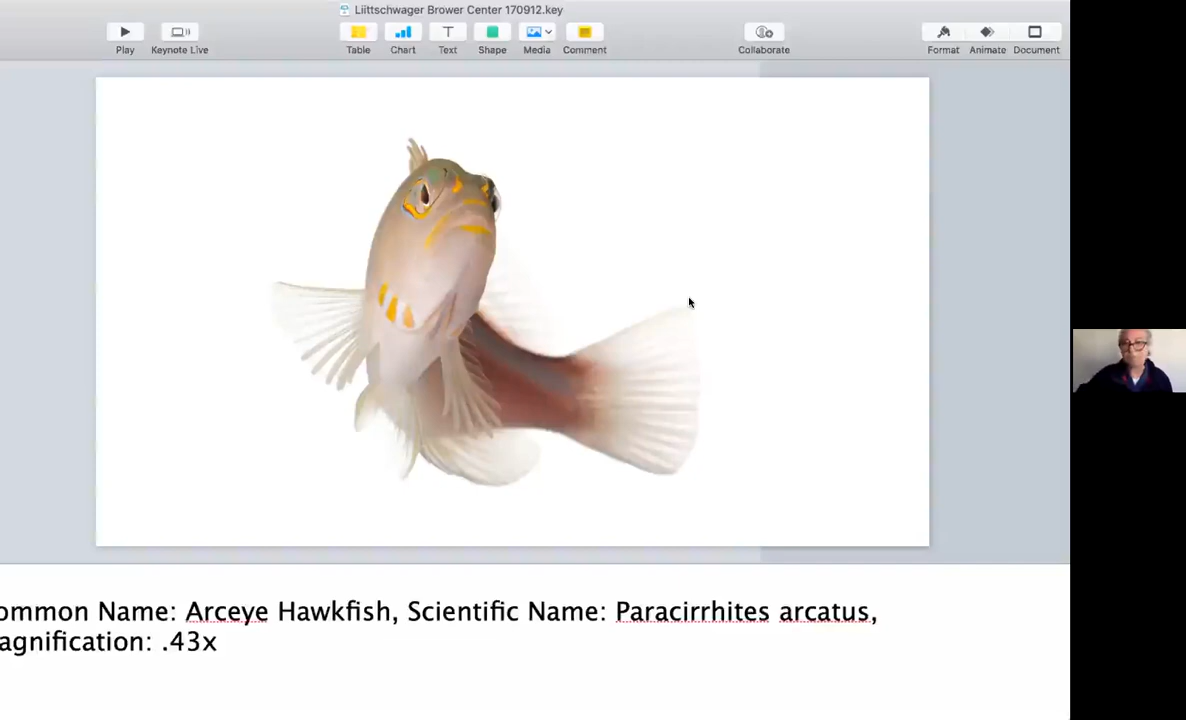 Liittschwager Brower Center 170912.key
Play
Keynote Live
Table
Chart
Text
Shape
Media
Comment
Collaborate
Format
Animate
Document
ommon Name: Arceye Hawkfish, Scientific Name: Paracirrhites arcatus,
agnification: .43x